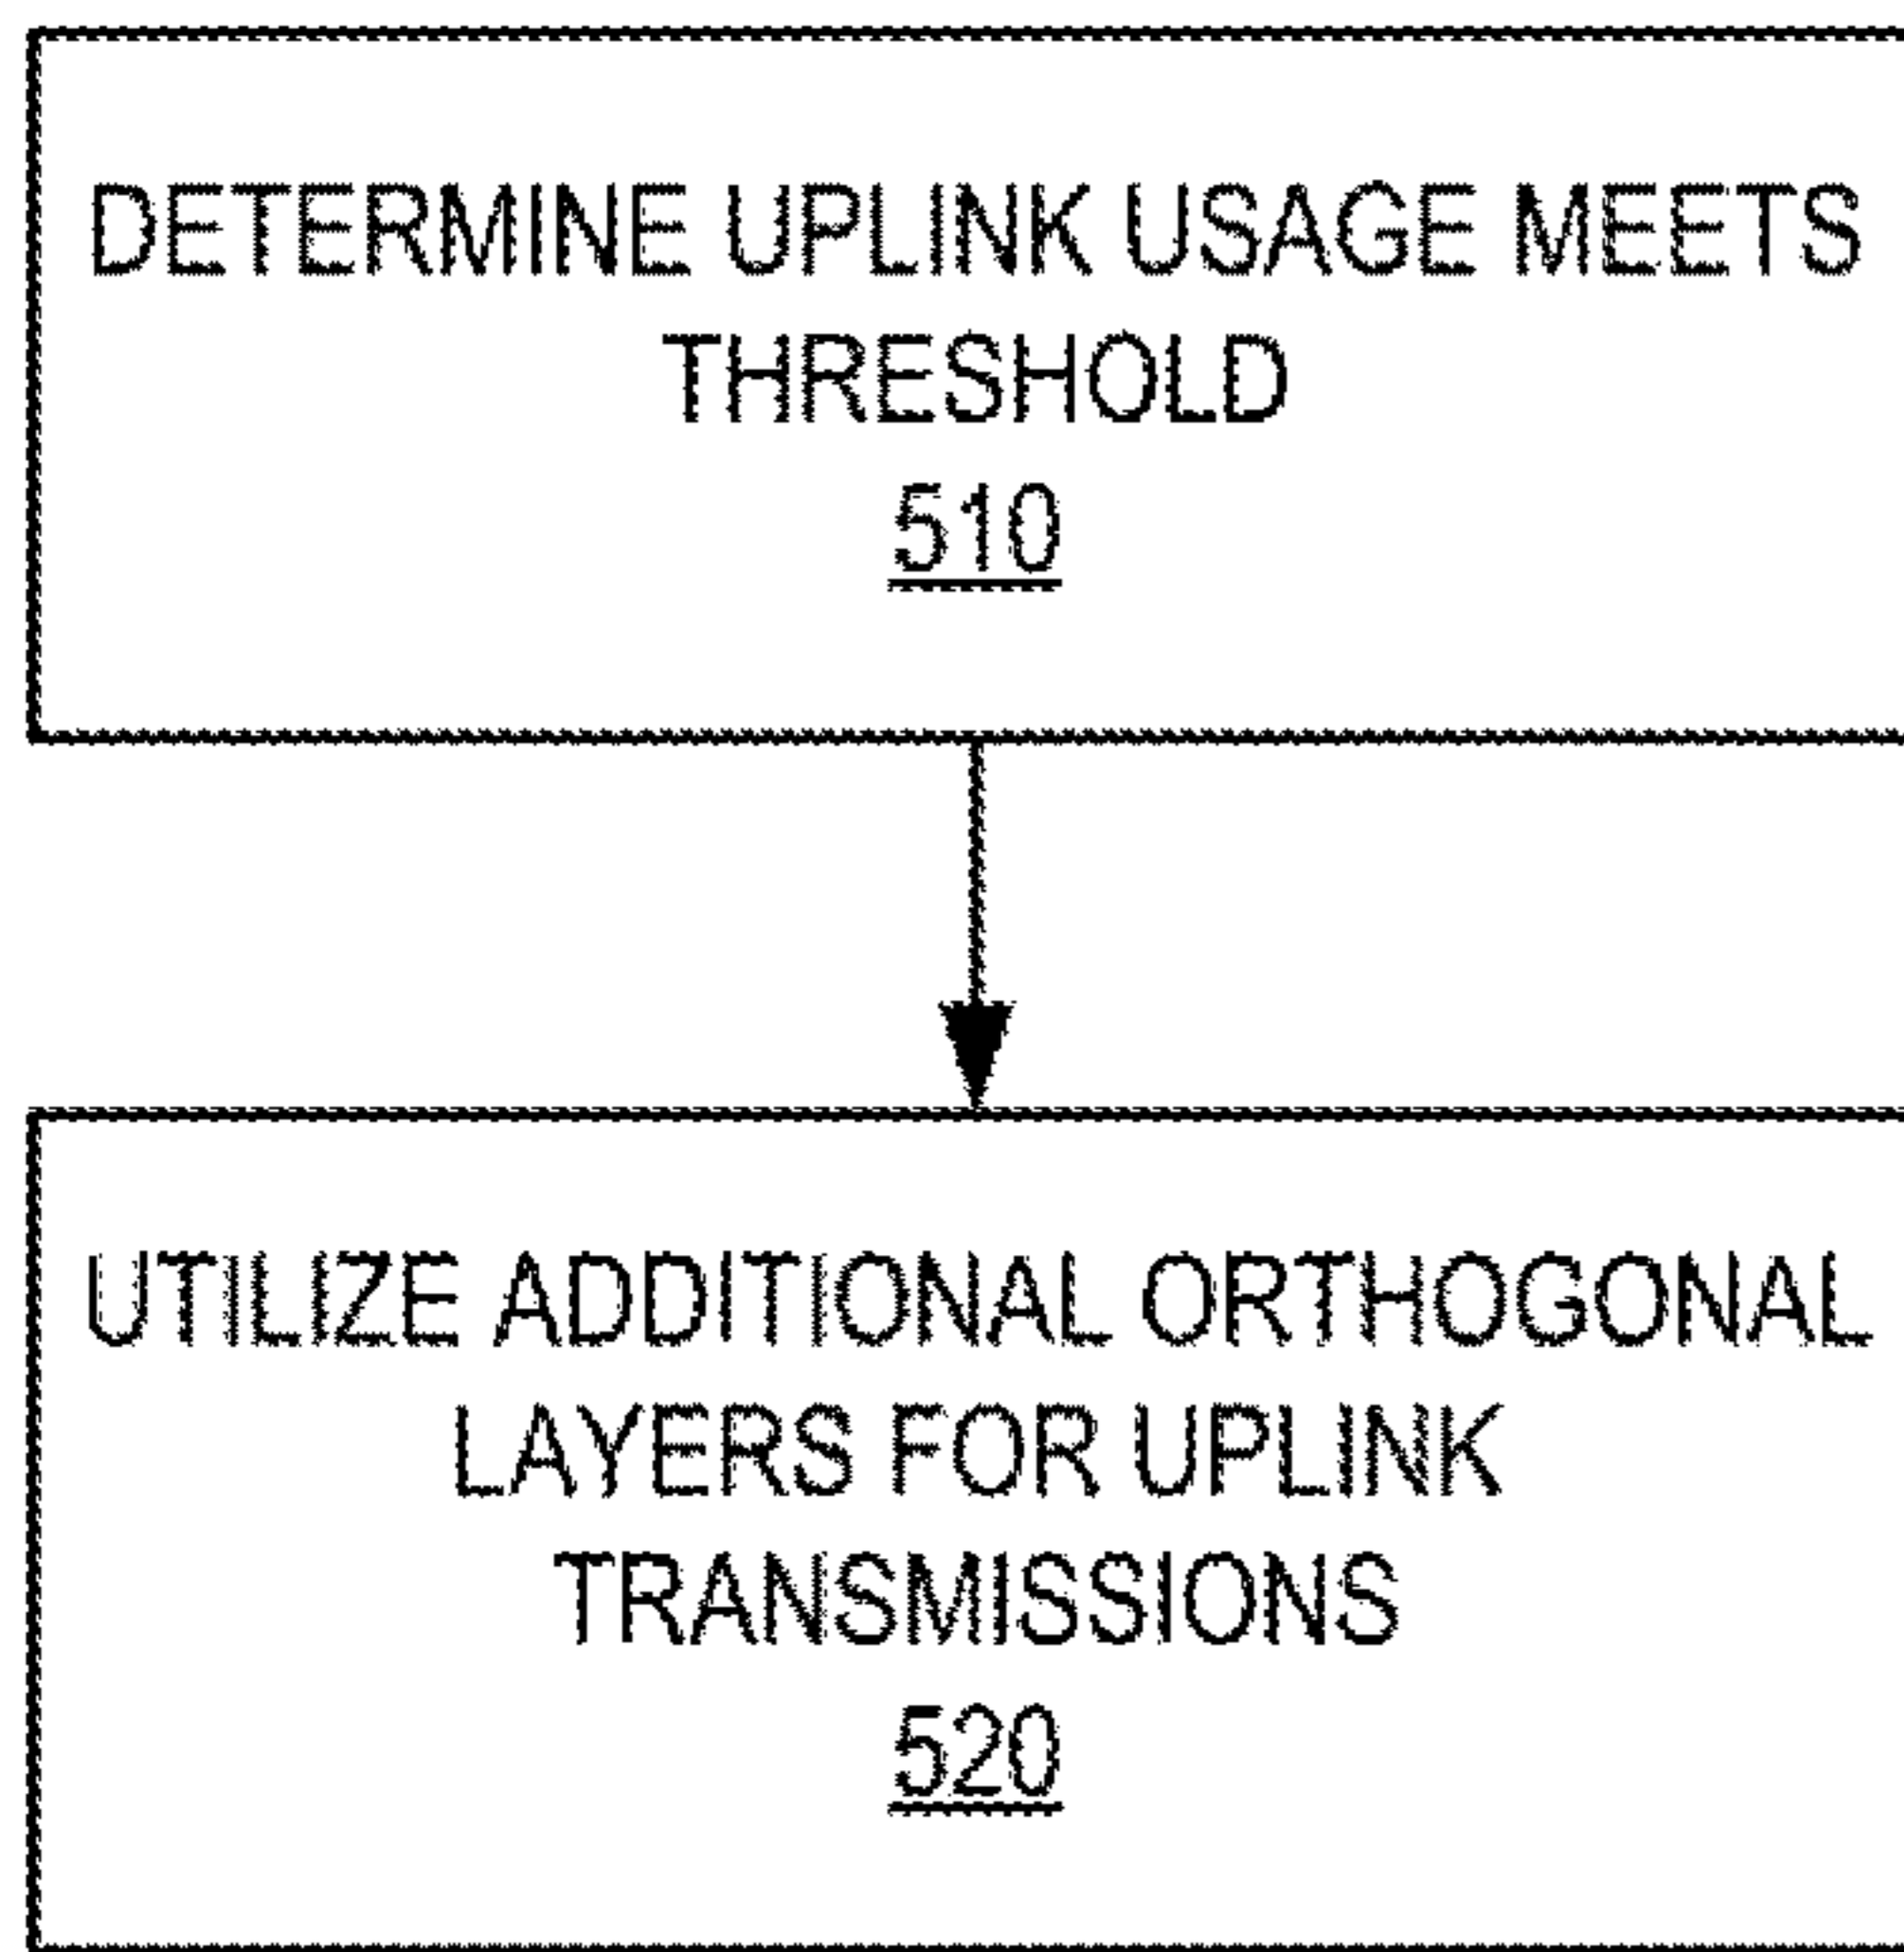 DETERMINE UPLINK USAGE MEETS
THRESHOLD
510
UTILIZE ADDITIONAL ORTHOGONAL
LAYERS FOR UPLINK
TRANSMISSIONS
520